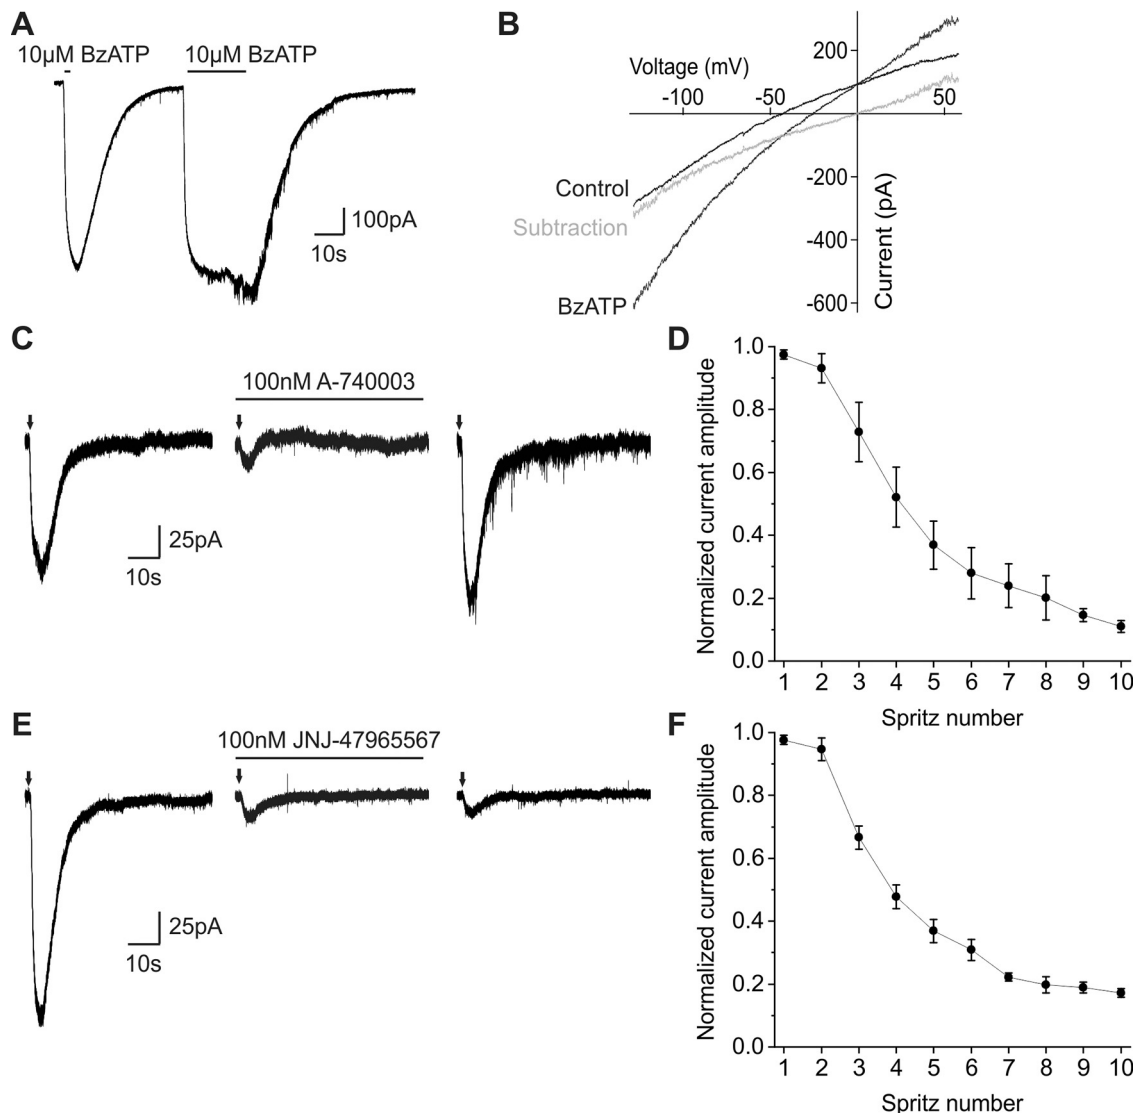 A
10µM BzATP
10µM BzATP
100pA
10s
B
Voltage (mV)
-100
-50
50
200
-200
-400
-600
Current (pA)
Control
Subtraction
BzATP
C
100nM A-740003
25pA
10s
D
Normalized current amplitude
1.0
0.8
0.6
0.4
0.2
0.0
1 2 3 4 5 6 7 8 9 10
Spritz number
E
100nM JNJ-47965567
25pA
10s
F
Normalized current amplitude
1.0
0.8
0.6
0.4
0.2
0.0
1 2 3 4 5 6 7 8 9 10
Spritz number